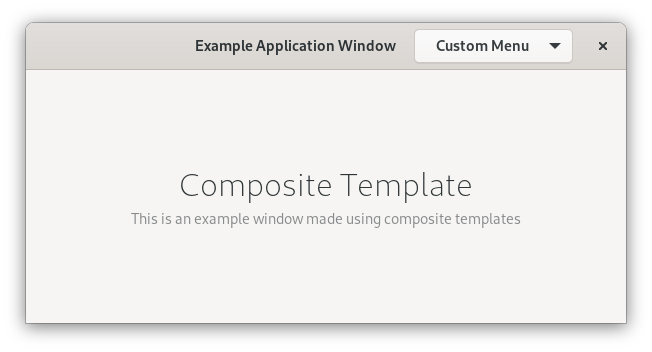 Example Application Window
Custom Menu
Composite Template
This is an example window made using composite templates